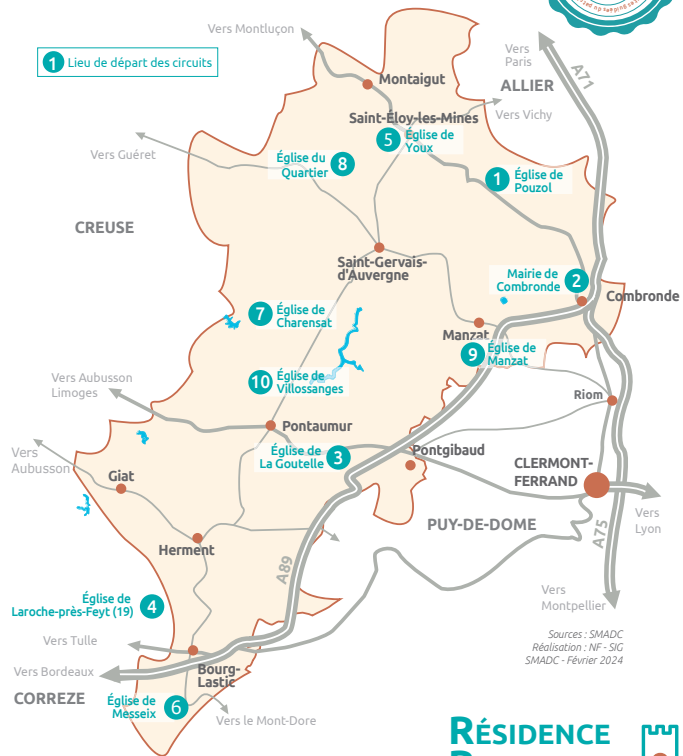 Vers Montluçon
1 Lieu de départ des circuits
Vers
Paris
A71
ALLIER
Montaigut
Saint-Éloy-les-Mines
Vers Vichy
5 Église de
Youx
Vers Guéret
Église du
Quartier 8
1 Église de
Pouzol
CREUSE
Saint-Gervais-
d'Auvergne
Mairie de
Combronde 2
Combronde
7 Église de
Charensat
Manzat
9 Église de
Manzat
Vers Aubusson
Limoges
10 Église de
Villossanges
Riom
Pontaumur
Vers
Aubusson
Église de
La Goutelle 3
Pontgibaud
CLERMONT-
FERRAND
Giat
Vers
Lyon
PUY-DE-DOME
A75
Herment
A89
Vers
Montpellier
Église de
Laroche-près-Feyt (19) 4
Vers Tulle
Sources : SMADC
Réalisation : NF - SIG
SMADC - Février 2024
Vers Bordeaux
Bourg-
Lastic
CORREZE
Église de
Messeix 6
Vers le Mont-Dore
RÉSIDENCE